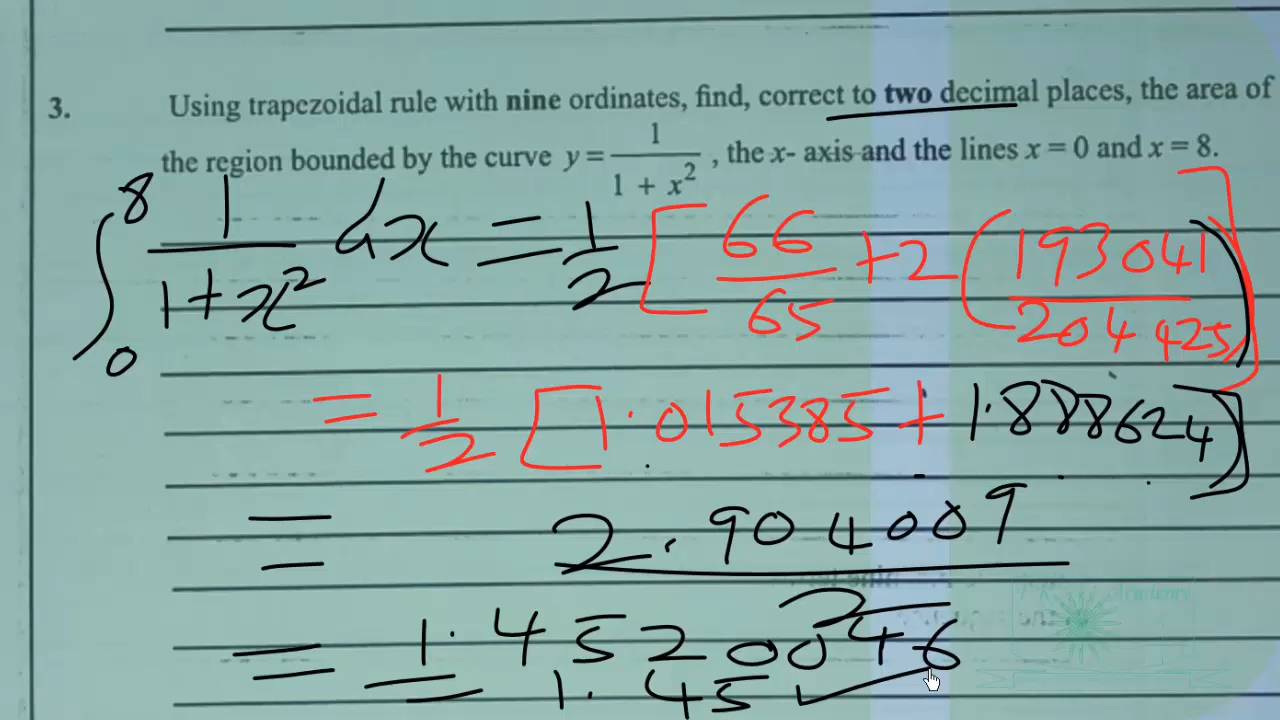 3. Using trapezoidal rule with nine ordinates, find, correct to two decimal places, the area of
the region bounded by the curve y = 1/(1 + x²), the x- axis and the lines x = 0 and x = 8.
∫₀⁸ 1/(1+x²) dx = 1/2 [66/65 + 2(193041/204425)]
= 1/2 [1.015385 + 1.888624]
= 2.904009/2
= 1.4520046
1.45 ✓
Academy